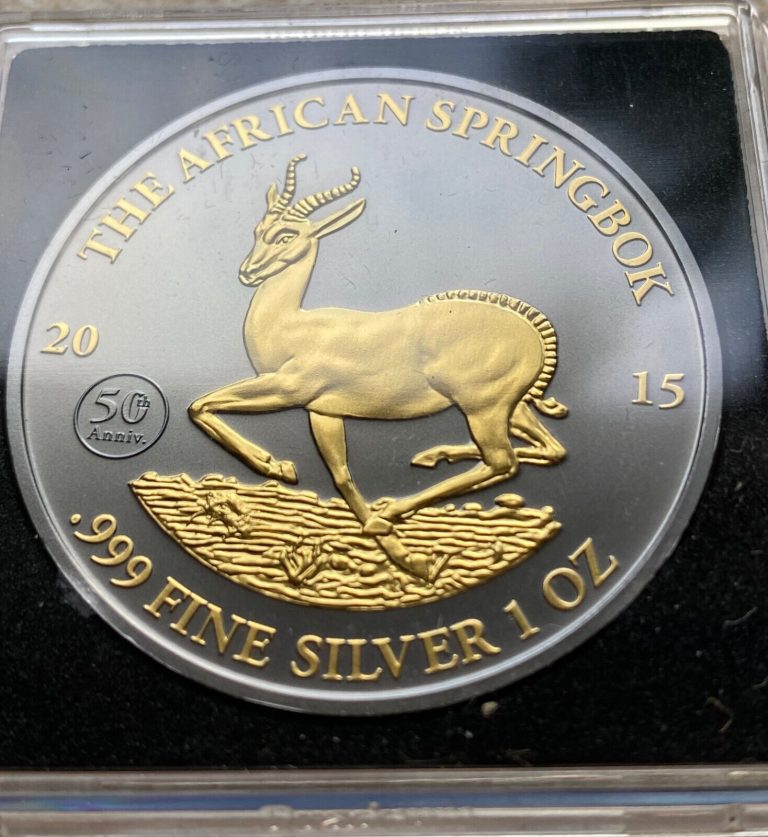 THE AFRICAN SPRINGBOK
20 15
50th
Anniv.
.999 FINE SILVER 1 OZ